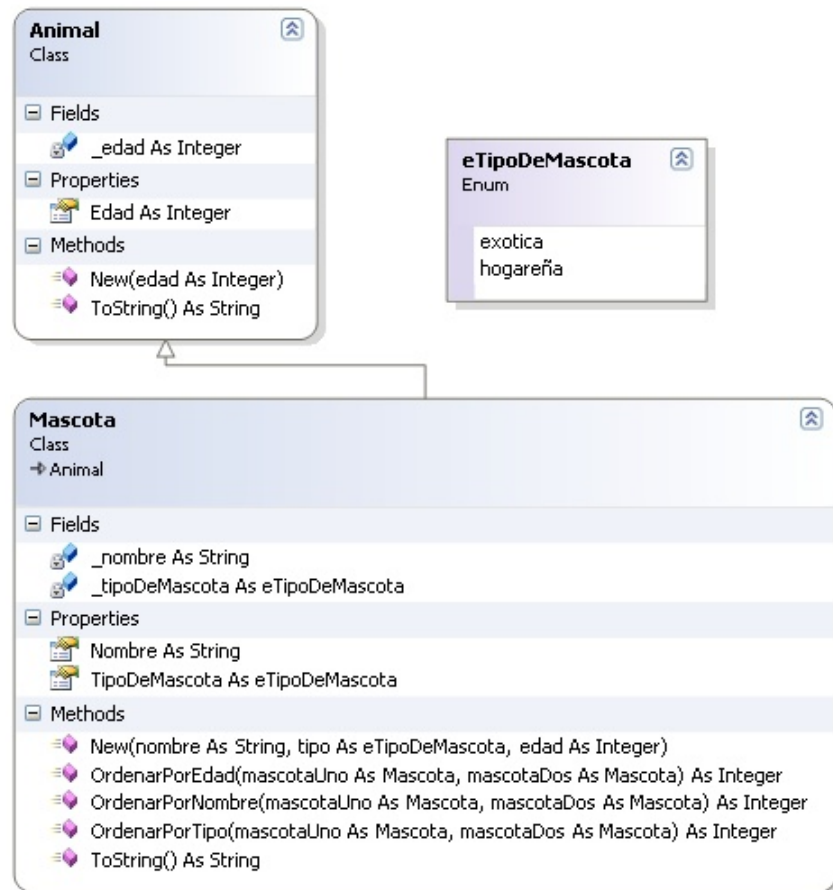 Animal
Class
Fields
_edad As Integer
Properties
Edad As Integer
Methods
New(edad As Integer)
ToString() As String
eTipoDeMascota
Enum
exotica
hogareña
Mascota
Class
Animal
Fields
_nombre As String
_tipoDeMascota As eTipoDeMascota
Properties
Nombre As String
TipoDeMascota As eTipoDeMascota
Methods
New(nombre As String, tipo As eTipoDeMascota, edad As Integer)
OrdenarPorEdad(mascotaUno As Mascota, mascotaDos As Mascota) As Integer
OrdenarPorNombre(mascotaUno As Mascota, mascotaDos As Mascota) As Integer
OrdenarPorTipo(mascotaUno As Mascota, mascotaDos As Mascota) As Integer
ToString() As String